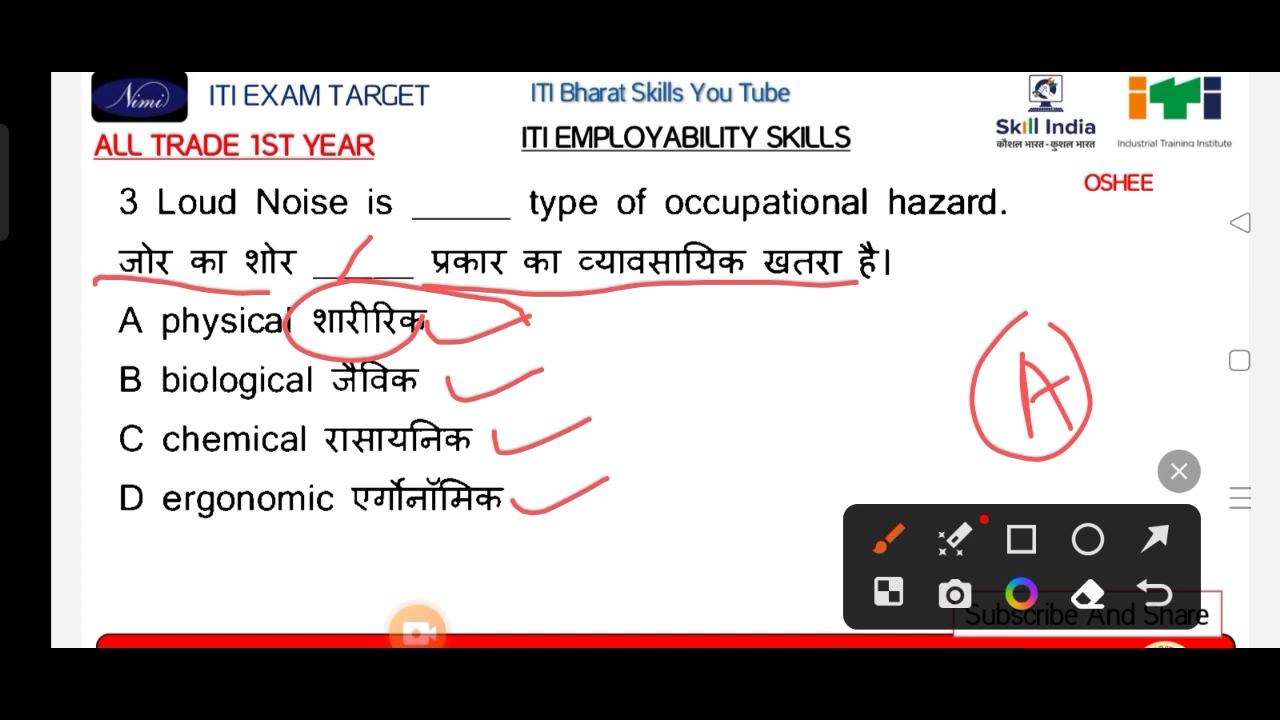 Nimi
ITI EXAM TARGET
ITI Bharat Skills You Tube
Skill India
कौशल भारत-कुशल भारत
iTi
Industrial Training Institute
ALL TRADE 1ST YEAR
ITI EMPLOYABILITY SKILLS
OSHEE
3 Loud Noise is _____ type of occupational hazard.
जोर का शोर _____ प्रकार का व्यावसायिक खतरा है।
A physical शारीरिक
B biological जैविक
C chemical रासायनिक
D ergonomic एर्गोनॉमिक
A
Subscribe And Share